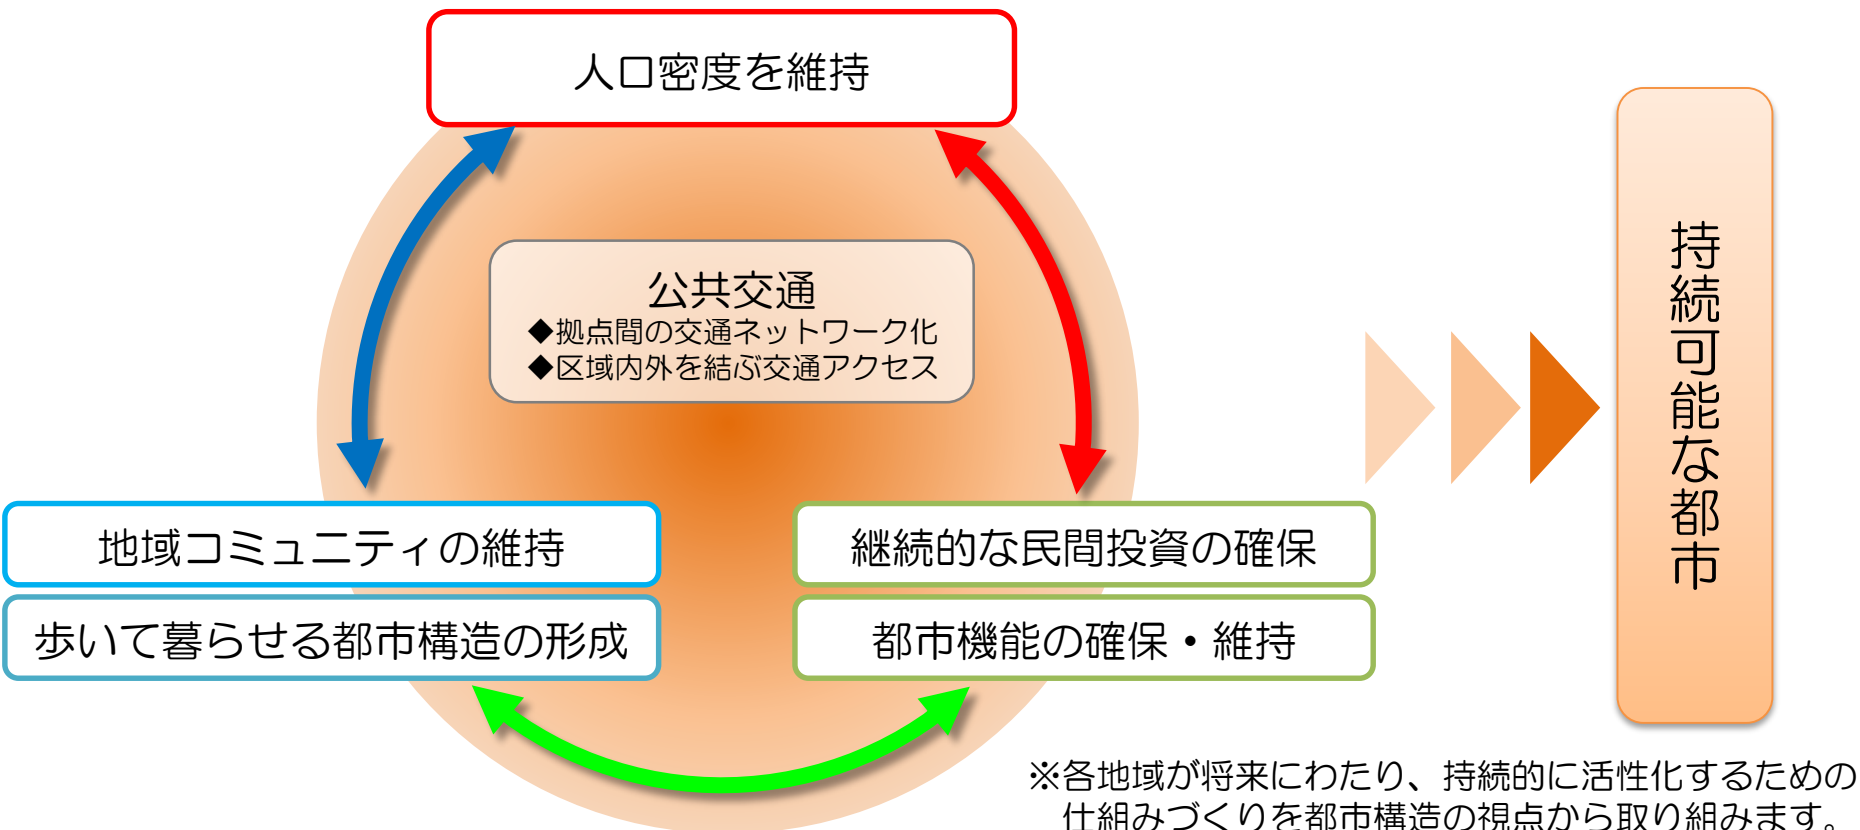 人口密度を維持
公共交通
◆拠点間の交通ネットワーク化
◆区域内外を結ぶ交通アクセス
地域コミュニティの維持
歩いて暮らせる都市構造の形成
継続的な民間投資の確保
都市機能の確保・維持
持続可能な都市
※各地域が将来にわたり、持続的に活性化するための
仕組みづくりを都市構造の視点から取り組みます。